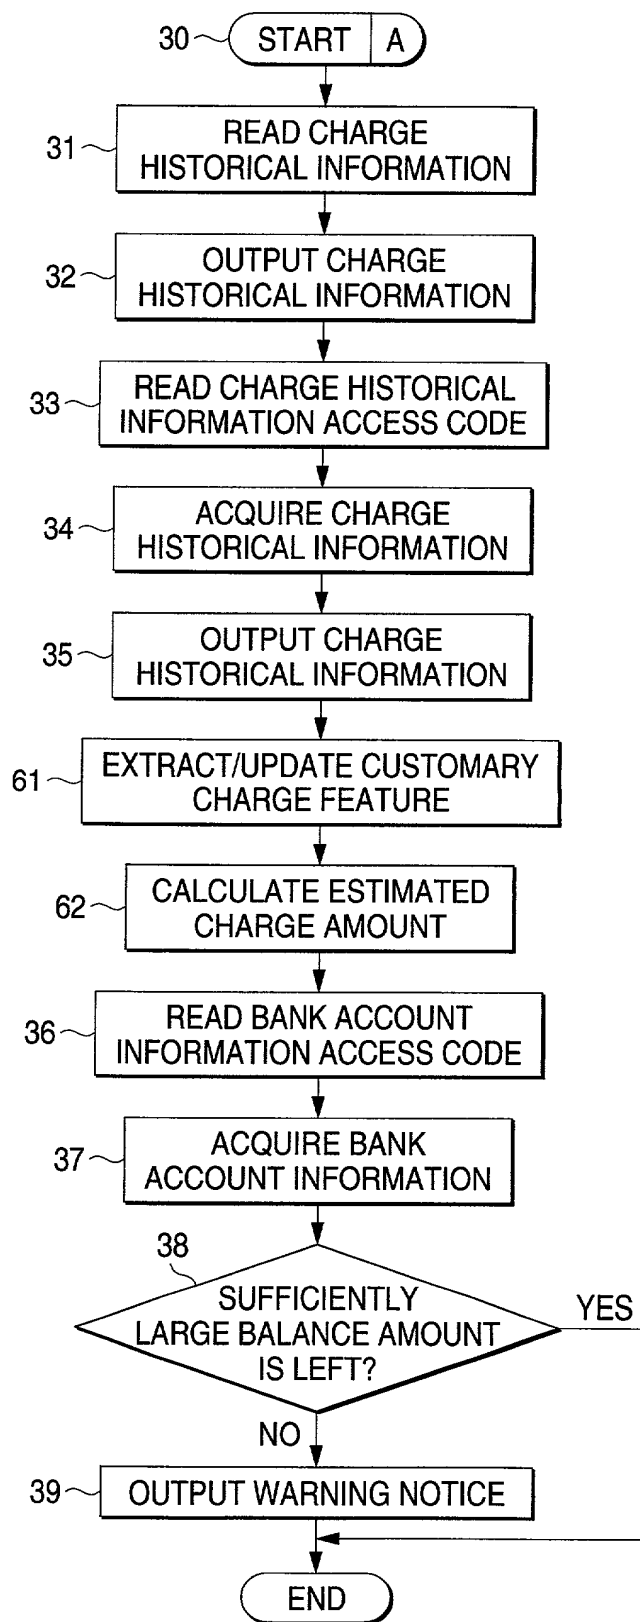 30
START A
31
READ CHARGE
HISTORICAL INFORMATION
32
OUTPUT CHARGE
HISTORICAL INFORMATION
33
READ CHARGE HISTORICAL
INFORMATION ACCESS CODE
34
ACQUIRE CHARGE
HISTORICAL INFORMATION
35
OUTPUT CHARGE
HISTORICAL INFORMATION
61
EXTRACT/UPDATE CUSTOMARY
CHARGE FEATURE
62
CALCULATE ESTIMATED
CHARGE AMOUNT
36
READ BANK ACCOUNT
INFORMATION ACCESS CODE
37
ACQUIRE BANK
ACCOUNT INFORMATION
38
SUFFICIENTLY
LARGE BALANCE AMOUNT
IS LEFT?
YES
NO
39
OUTPUT WARNING NOTICE
END